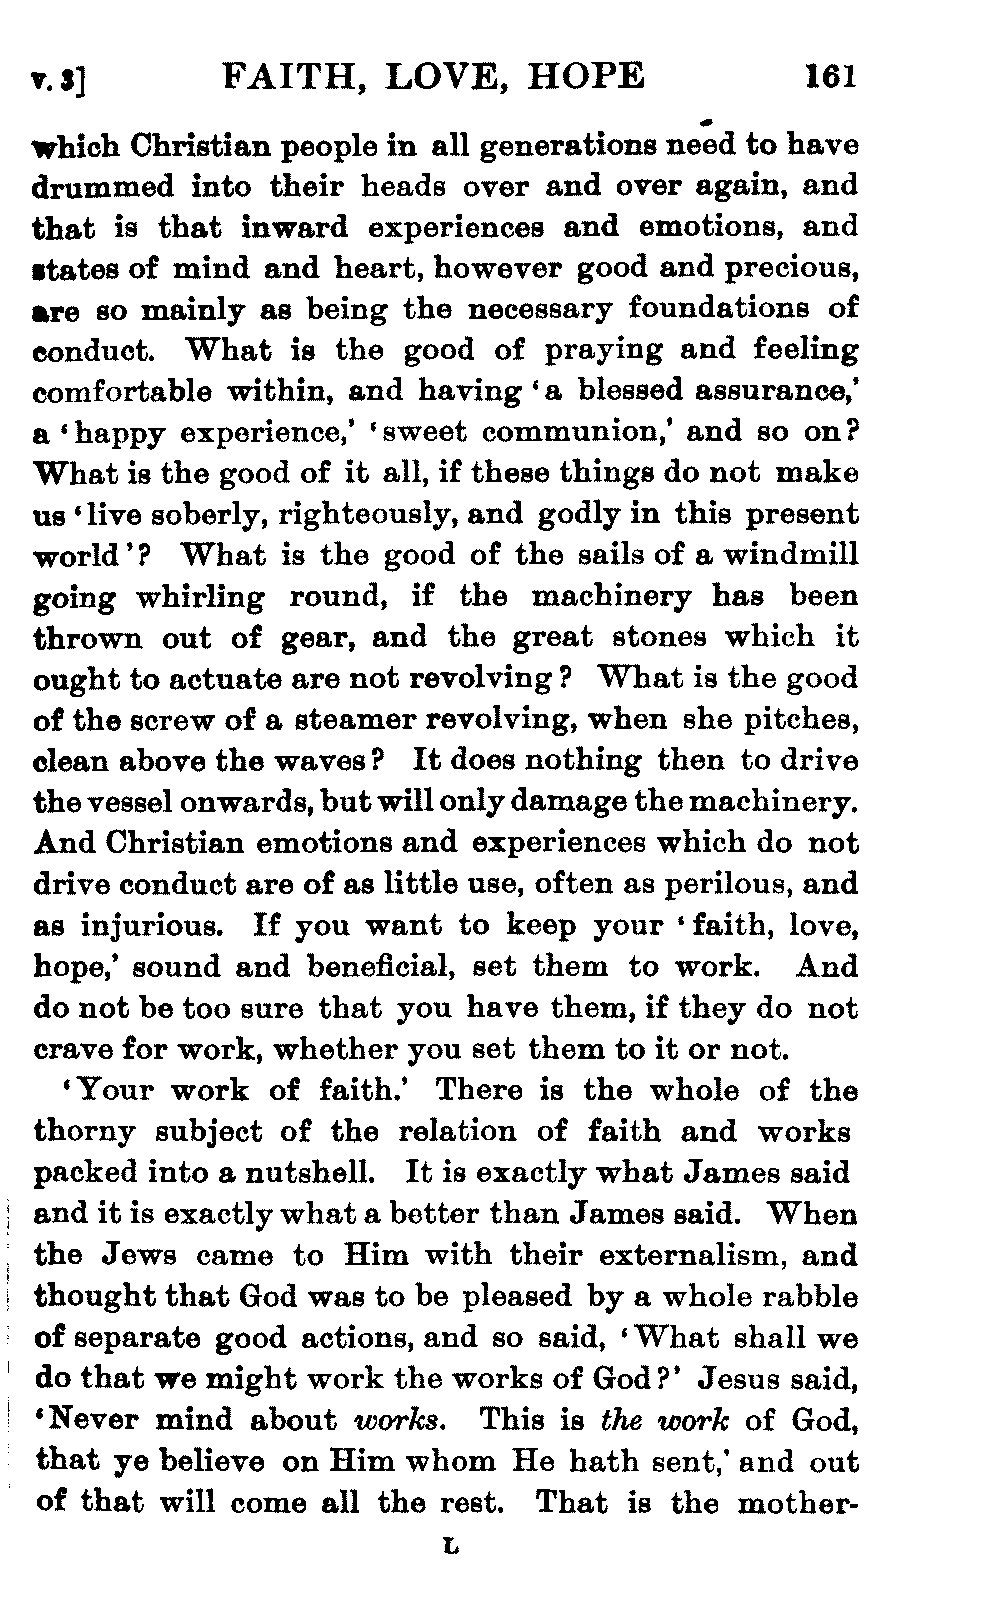 v. 3] FAITH, LOVE, HOPE 161
which Christian people in all generations need to have
drummed into their heads over and over again, and
that is that inward experiences and emotions, and
states of mind and heart, however good and precious,
are so mainly as being the necessary foundations of
conduct. What is the good of praying and feeling
comfortable within, and having ‘a blessed assurance,’
a ‘happy experience,’ ‘sweet communion,’ and so on?
What is the good of it all, if these things do not make
us ‘live soberly, righteously, and godly in this present
world’? What is the good of the sails of a windmill
going whirling round, if the machinery has been
thrown out of gear, and the great stones which it
ought to actuate are not revolving? What is the good
of the screw of a steamer revolving, when she pitches,
clean above the waves? It does nothing then to drive
the vessel onwards, but will only damage the machinery.
And Christian emotions and experiences which do not
drive conduct are of as little use, often as perilous, and
as injurious. If you want to keep your ‘faith, love,
hope,’ sound and beneficial, set them to work. And
do not be too sure that you have them, if they do not
crave for work, whether you set them to it or not.
‘Your work of faith.’ There is the whole of the
thorny subject of the relation of faith and works
packed into a nutshell. It is exactly what James said
and it is exactly what a better than James said. When
the Jews came to Him with their externalism, and
thought that God was to be pleased by a whole rabble
of separate good actions, and so said, ‘What shall we
do that we might work the works of God?’ Jesus said,
‘Never mind about works. This is the work of God,
that ye believe on Him whom He hath sent,’ and out
of that will come all the rest. That is the mother-
L